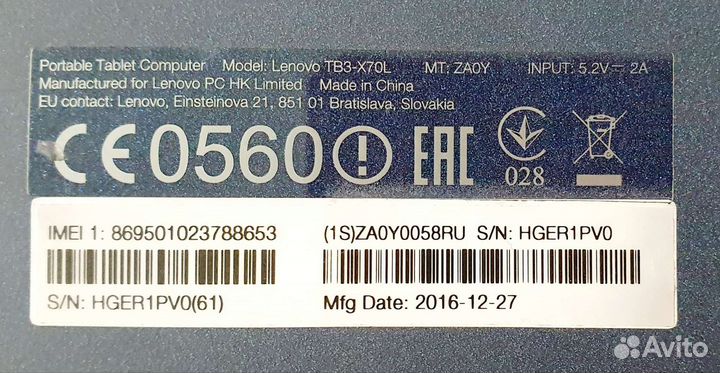 Portable Tablet Computer Model: Lenovo TB3-X70L MT: ZA0Y INPUT: 5.2V⎓2A
Manufactured for Lenovo PC HK Limited Made in China
EU contact: Lenovo, Einsteinova 21, 851 01 Bratislava, Slovakia
CE0560 EAC
028
IMEI 1: 869501023788653 (1S)ZA0Y0058RU S/N: HGER1PV0
S/N: HGER1PV0(61) Mfg Date: 2016-12-27
Avito